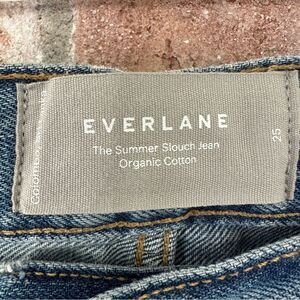 EVERLANE
The Summer Slouch Jean
Organic Cotton
25